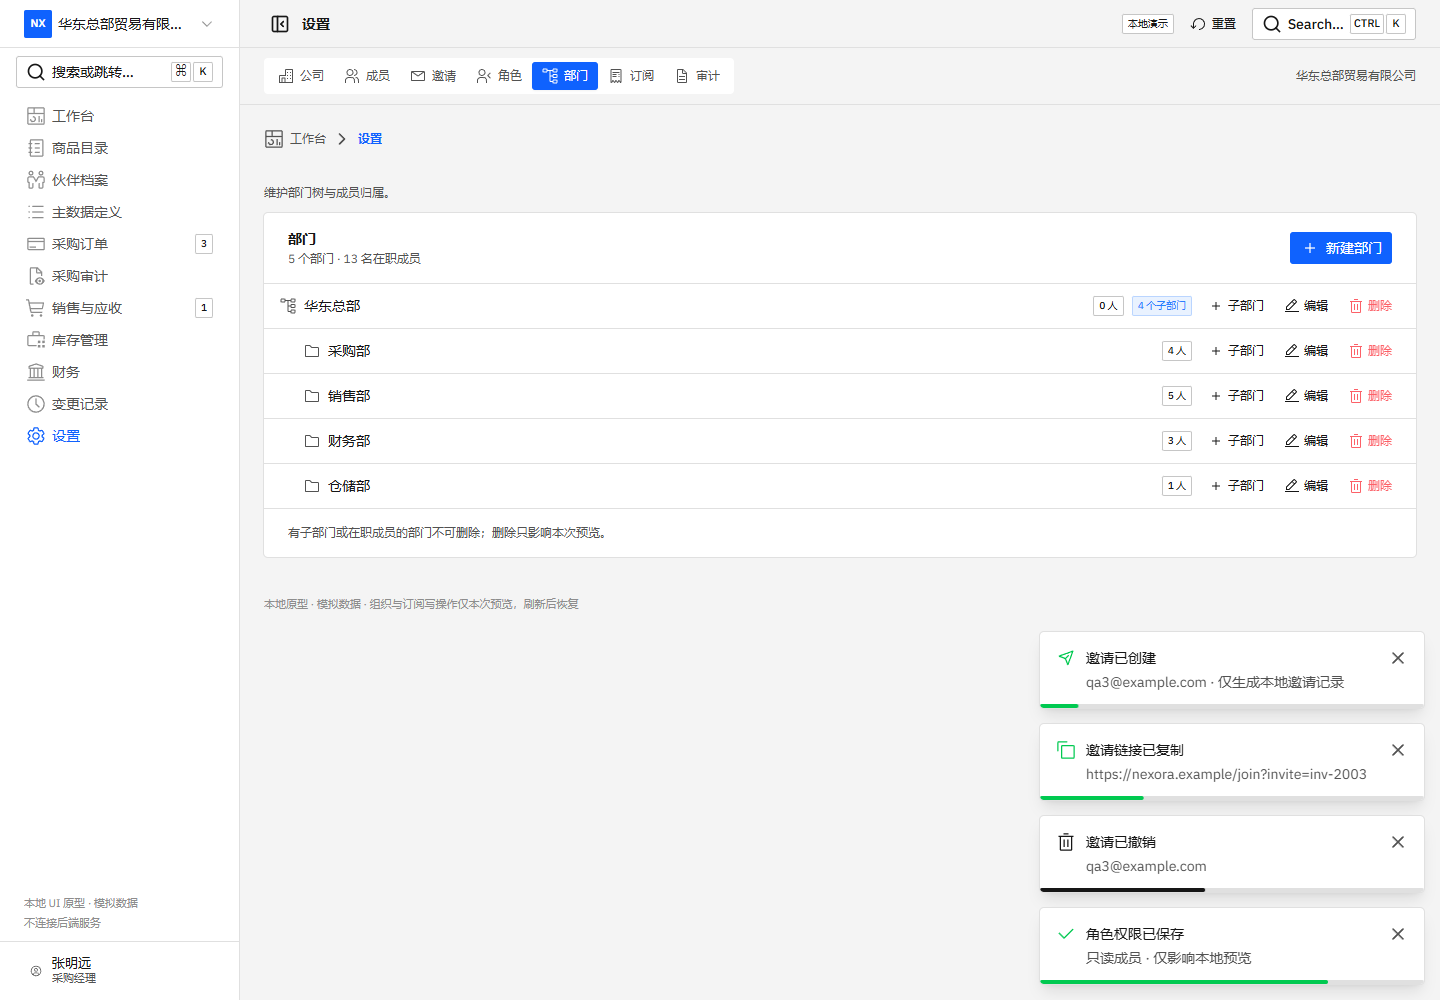 NX 华东总部贸易有限...
搜索或跳转... ⌘ K
工作台
商品目录
伙伴档案
主数据定义
采购订单 3
采购审计
销售与应收 1
库存管理
财务
变更记录
设置
本地 UI 原型 · 模拟数据
不连接后端服务
张明远
采购经理
设置
本地演示 重置 Search... CTRL K
公司 成员 邀请 角色 部门 订阅 审计
华东总部贸易有限公司
工作台 设置
维护部门树与成员归属。
部门
5 个部门 · 13 名在职成员
新建部门
华东总部 0 人 4 个子部门 子部门 编辑 删除
采购部 4 人 子部门 编辑 删除
销售部 5 人 子部门 编辑 删除
财务部 3 人 子部门 编辑 删除
仓储部 1 人 子部门 编辑 删除
有子部门或在职成员的部门不可删除；删除只影响本次预览。
本地原型 · 模拟数据 · 组织与订阅写操作仅本次预览，刷新后恢复
邀请已创建
qa3@example.com · 仅生成本地邀请记录
邀请链接已复制
https://nexora.example/join?invite=inv-2003
邀请已撤销
qa3@example.com
角色权限已保存
只读成员 · 仅影响本地预览